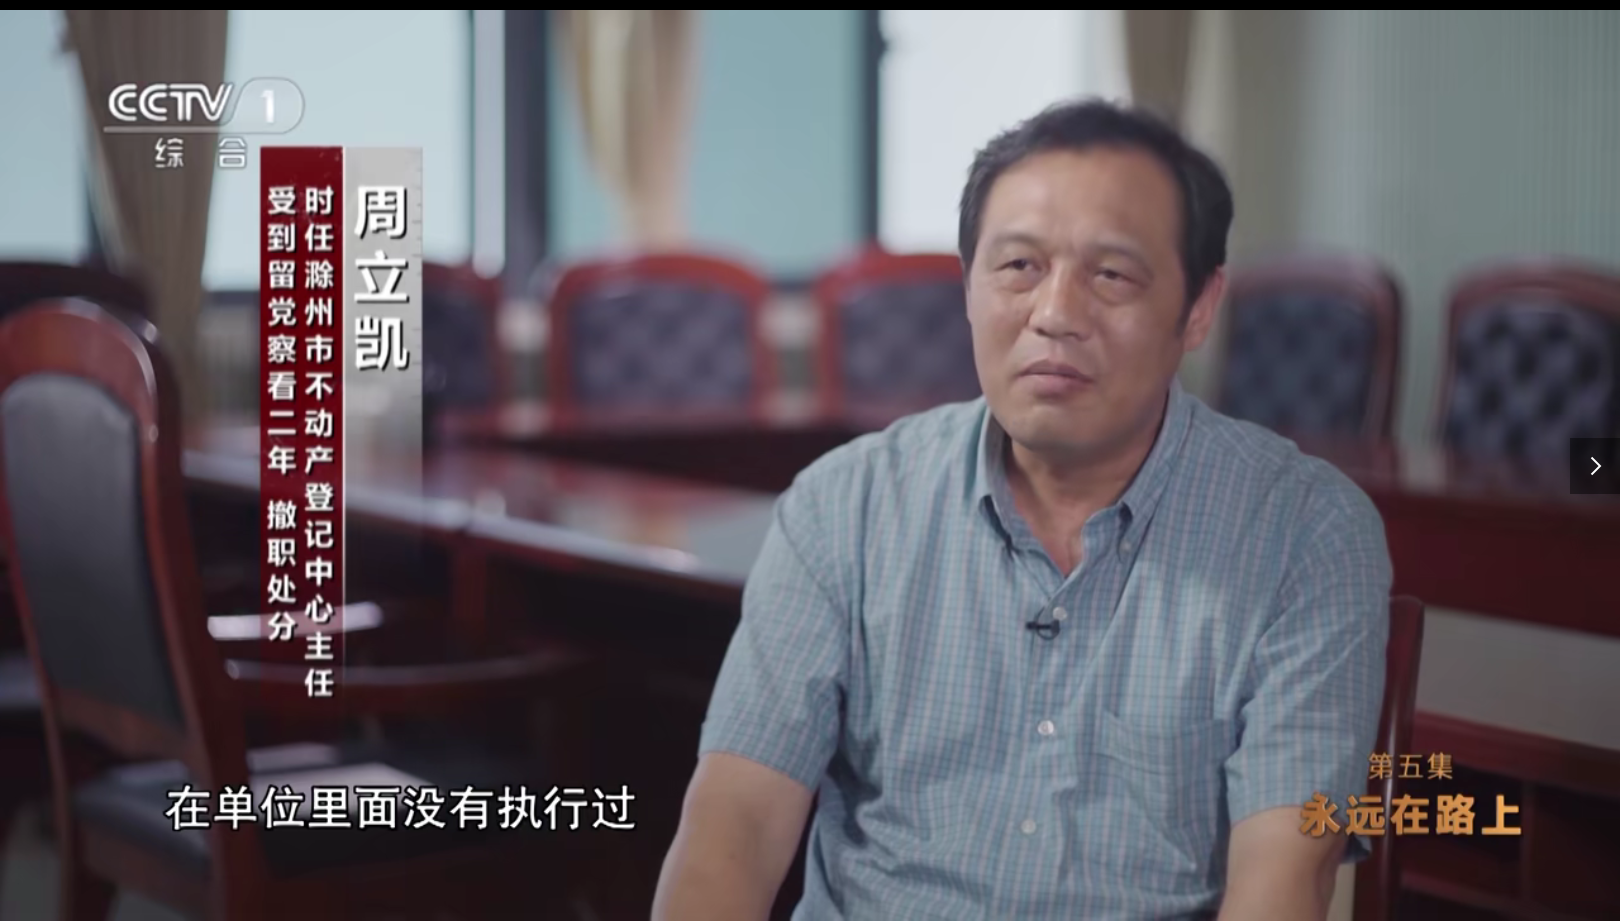 CCTV 1
综合
周立凯
时任滁州市不动产登记中心主任
受到留党察看二年 撤职处分
在单位里面没有执行过
第五集
永远在路上